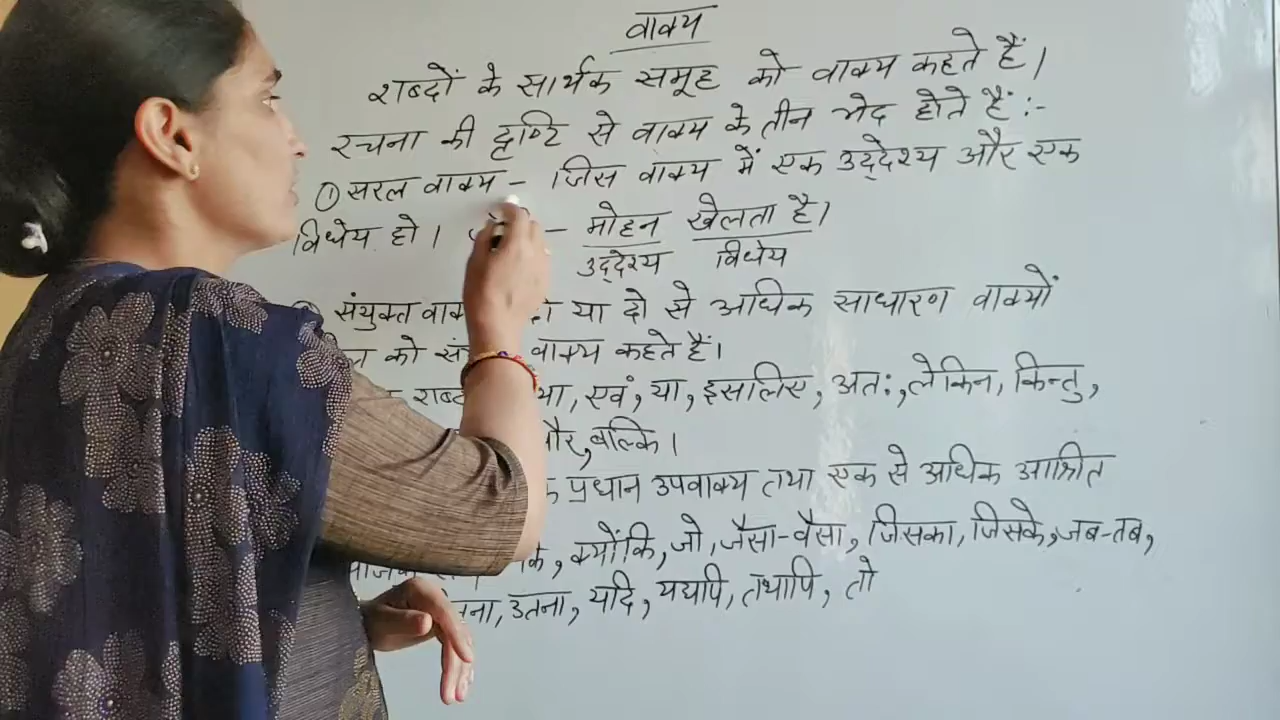 वाक्य
शब्दों के सार्थक समूह को वाक्य कहते हैं।
रचना की दृष्टि से वाक्य के तीन भेद होते हैं:-
① सरल वाक्य - जिस वाक्य में एक उद्देश्य और एक
विधेय हो। - मोहन खेलता है।
उद्देश्य विधेय
संयुक्त या दो से अधिक साधारण वाक्यों
को वाक्य कहते हैं।
एवं, या, इसलिए, अतः, लेकिन, किन्तु,
बल्कि।
प्रधान उपवाक्य तथा एक से अधिक आश्रित
क्योंकि, जो, जैसा-वैसा, जिसका, जिसके, जब-तब,
उतना, यदि, यद्यपि, तथापि, तो